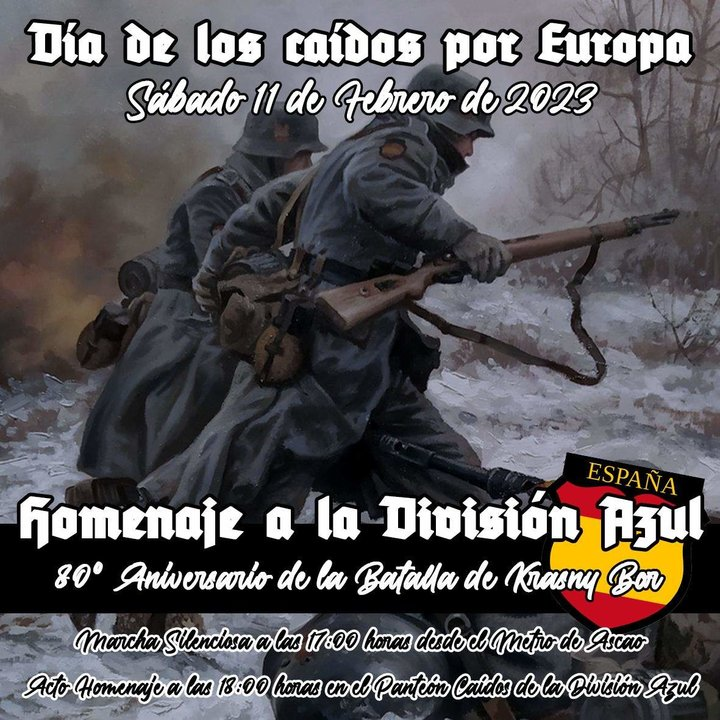 Día de los caídos por Europa
Sábado 11 de Febrero de 2023
ESPAÑA
Homenaje a la División Azul
80º Aniversario de la Batalla de Krasny Bor
Marcha Silenciosa a las 17:00 horas desde el Metro de Ascao
Acto Homenaje a las 18:00 horas en el Panteón Caídos de la División Azul